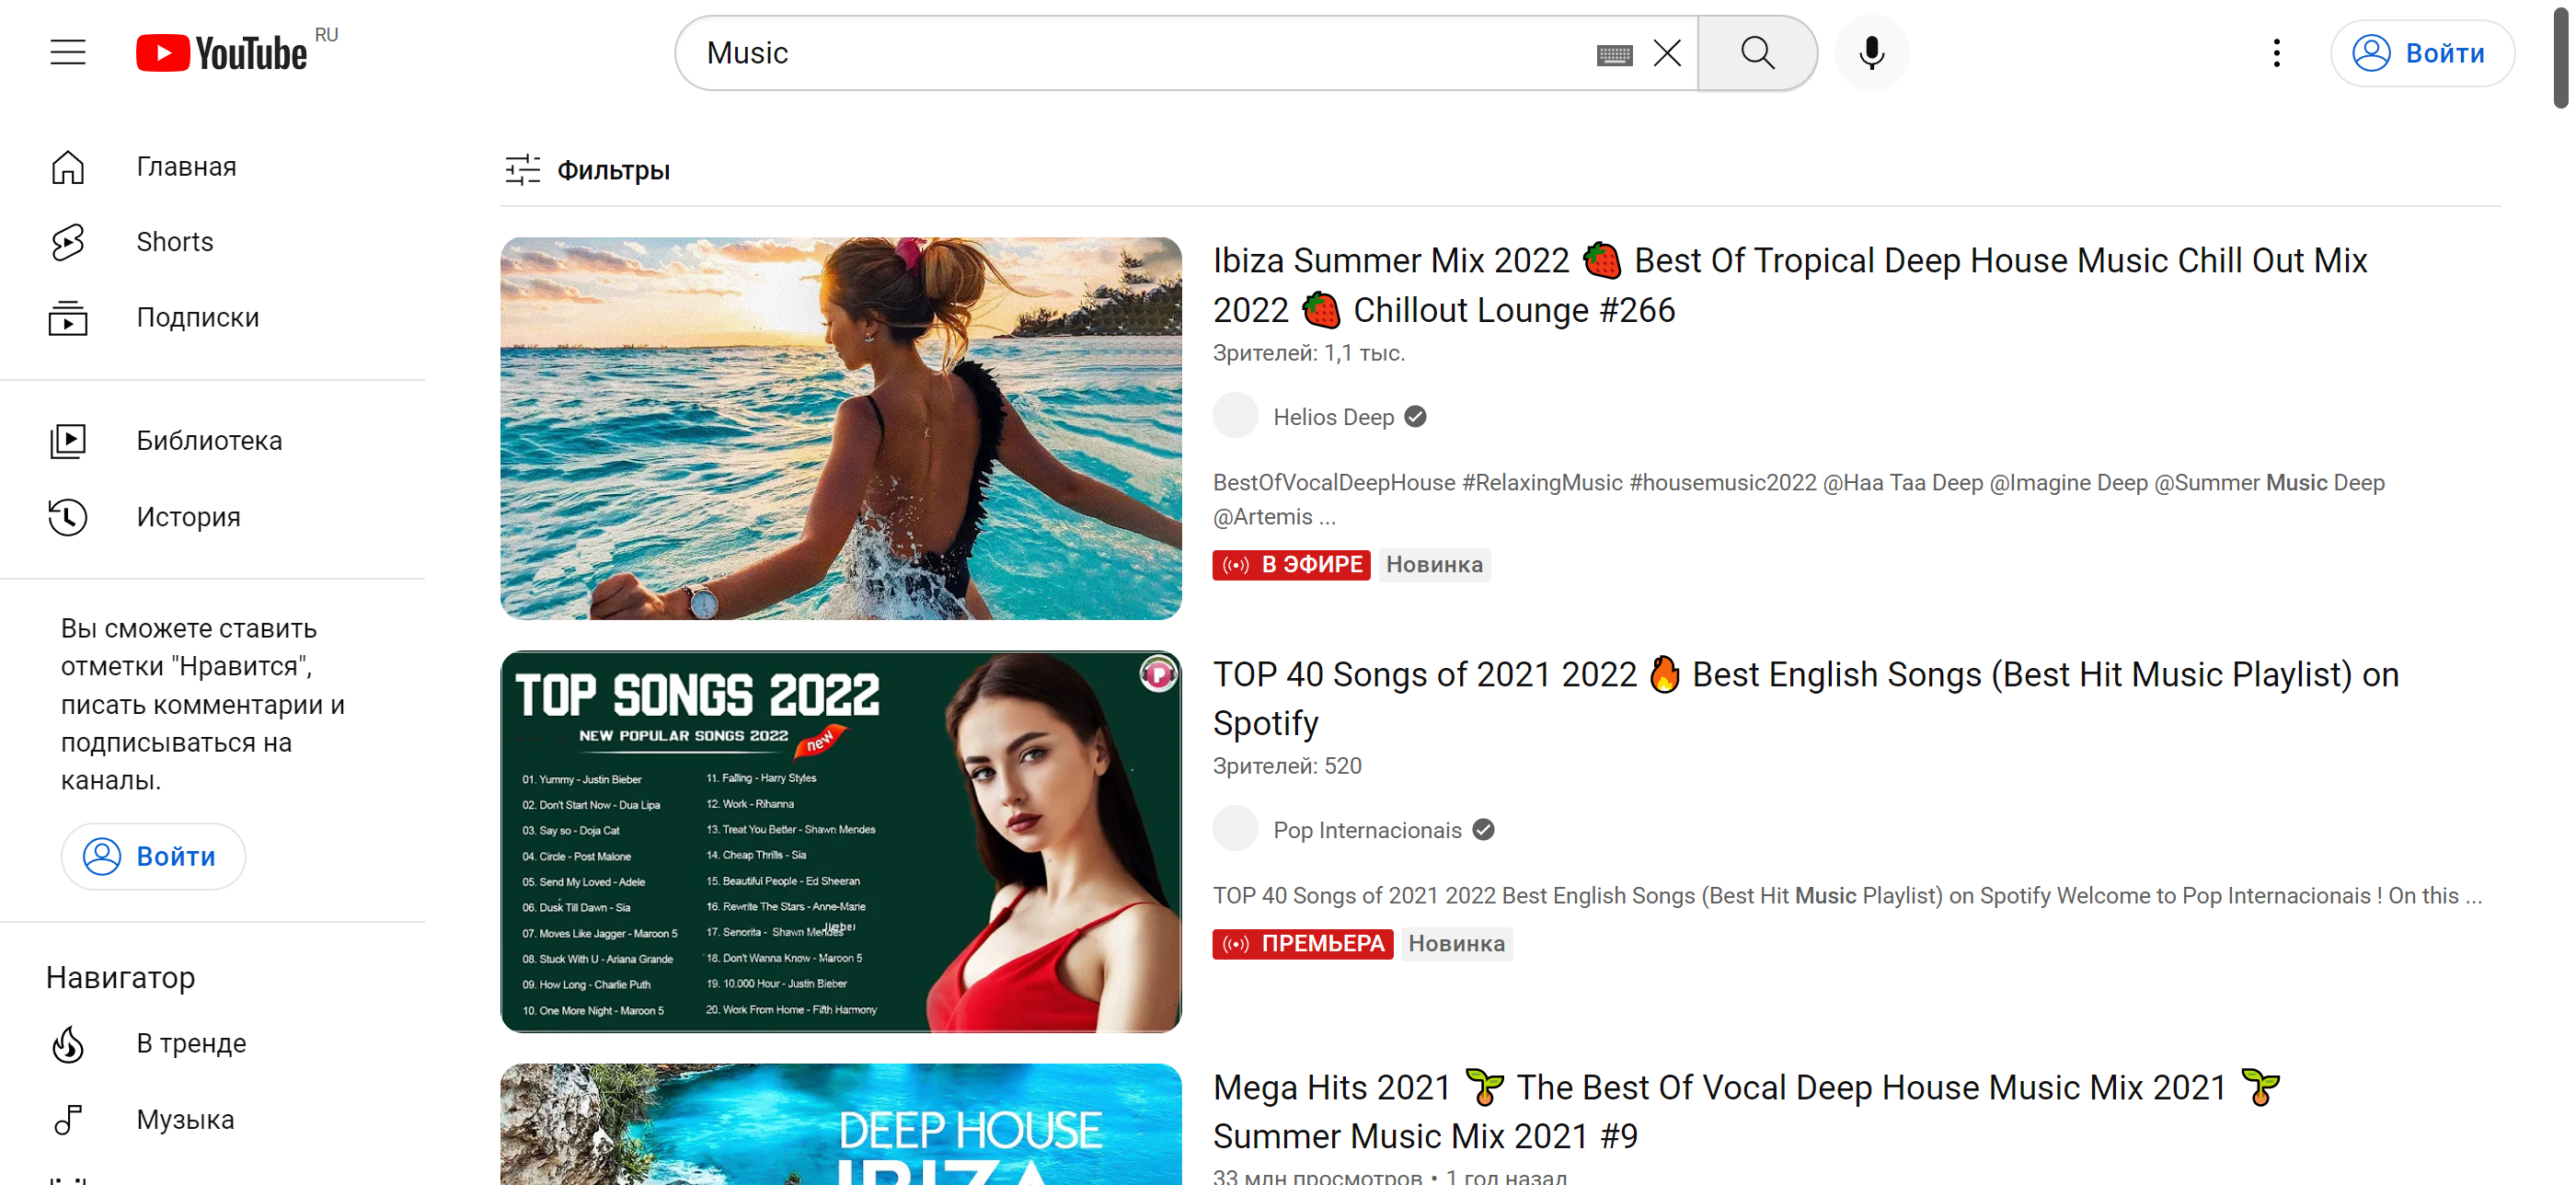 YouTube RU
Music
Войти
Главная
Shorts
Подписки
Библиотека
История
Вы сможете ставить
отметки "Нравится",
писать комментарии и
подписываться на
каналы.
Войти
Навигатор
В тренде
Музыка
Фильтры
Ibiza Summer Mix 2022 🍓 Best Of Tropical Deep House Music Chill Out Mix
2022 🍓 Chillout Lounge #266
Зрителей: 1,1 тыс.
Helios Deep
BestOfVocalDeepHouse #RelaxingMusic #housemusic2022 @Haa Taa Deep @Imagine Deep @Summer Music Deep
@Artemis ...
В ЭФИРЕ Новинка
TOP SONGS 2022
NEW POPULAR SONGS 2022 new
01. Yummy - Justin Bieber
02. Don't Start Now - Dua Lipa
03. Say so - Doja Cat
04. Circle - Post Malone
05. Send My Loved - Adele
06. Dusk Till Dawn - Sia
07. Moves Like Jagger - Maroon 5
08. Stuck With U - Ariana Grande
09. How Long - Charlie Puth
10. One More Night - Maroon 5
11. Falling - Harry Styles
12. Work - Rihanna
13. Treat You Better - Shawn Mendes
14. Cheap Thrills - Sia
15. Beautiful People - Ed Sheeran
16. Rewrite The Stars - Anne-Marie
17. Senorita - Shawn Mendes
18. Don't Wanna Know - Maroon 5
19. 10.000 Hour - Justin Bieber
20. Work From Home - Fifth Harmony
P
TOP 40 Songs of 2021 2022 🔥 Best English Songs (Best Hit Music Playlist) on
Spotify
Зрителей: 520
Pop Internacionais
TOP 40 Songs of 2021 2022 Best English Songs (Best Hit Music Playlist) on Spotify Welcome to Pop Internacionais ! On this ...
ПРЕМЬЕРА Новинка
DEEP HOUSE
IBIZA
Mega Hits 2021 🌱 The Best Of Vocal Deep House Music Mix 2021 🌱
Summer Music Mix 2021 #9
33 млн просмотров • 1 год назад